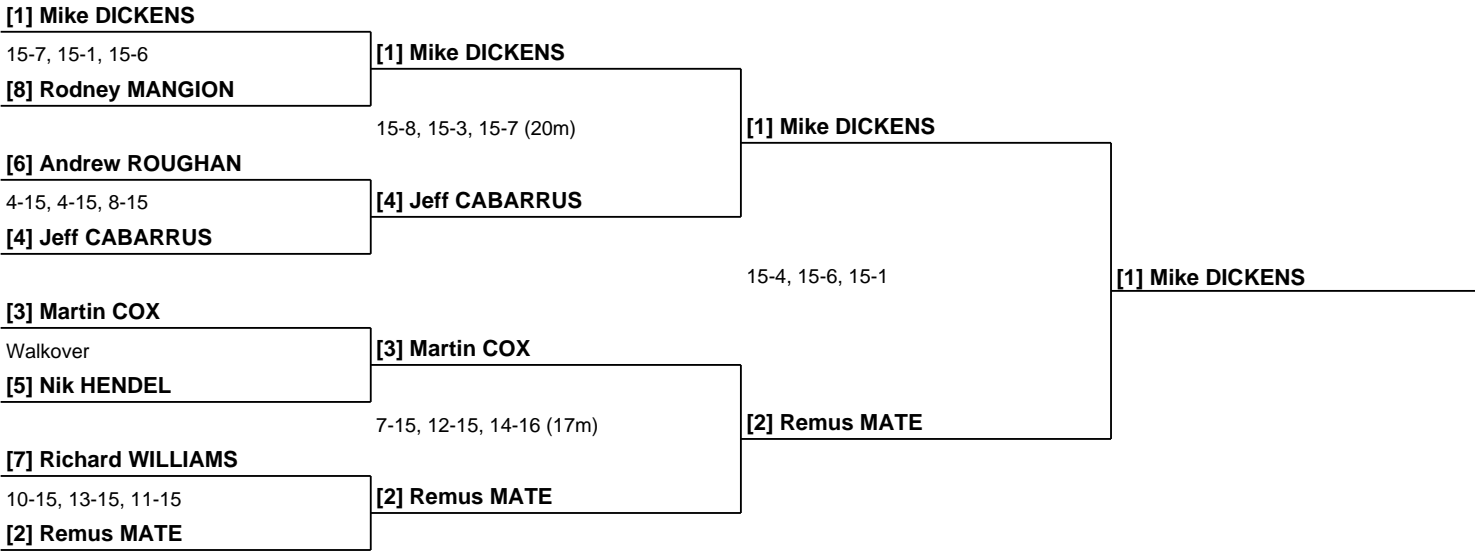 [1] Mike DICKENS
15-7, 15-1, 15-6
[8] Rodney MANGION
[1] Mike DICKENS
15-8, 15-3, 15-7 (20m)
[6] Andrew ROUGHAN
4-15, 4-15, 8-15
[4] Jeff CABARRUS
[4] Jeff CABARRUS
[1] Mike DICKENS
15-4, 15-6, 15-1
[3] Martin COX
Walkover
[5] Nik HENDEL
[3] Martin COX
7-15, 12-15, 14-16 (17m)
[7] Richard WILLIAMS
10-15, 13-15, 11-15
[2] Remus MATE
[2] Remus MATE
[2] Remus MATE
[1] Mike DICKENS